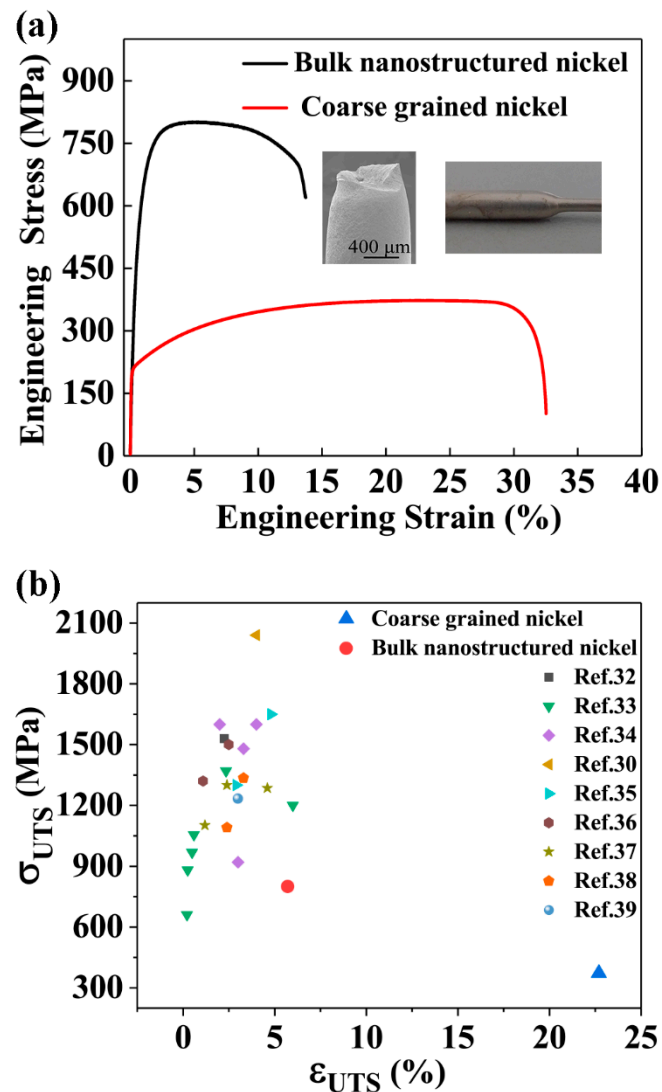 (a)
Engineering Stress (MPa)
900
750
600
450
300
150
0
Bulk nanostructured nickel
Coarse grained nickel
400 μm
0 5 10 15 20 25 30 35 40
Engineering Strain (%)
(b)
σUTS (MPa)
2100
1800
1500
1200
900
600
300
Coarse grained nickel
Bulk nanostructured nickel
Ref.32
Ref.33
Ref.34
Ref.30
Ref.35
Ref.36
Ref.37
Ref.38
Ref.39
0 5 10 15 20 25
εUTS (%)